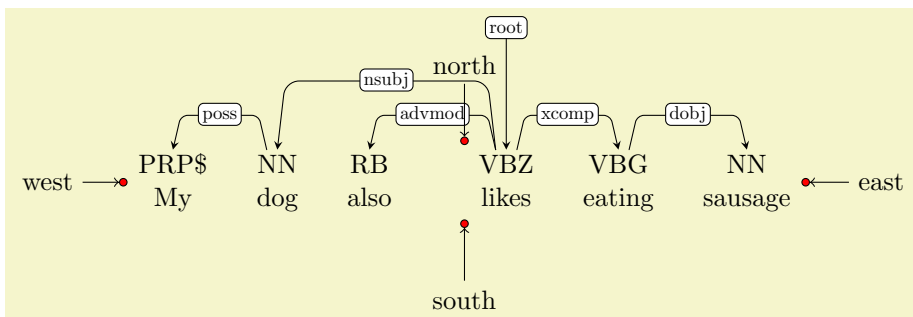 root
north
nsubj
poss advmod xcomp dobj
PRP$ NN RB VBZ VBG NN
west east
My dog also likes eating sausage
south